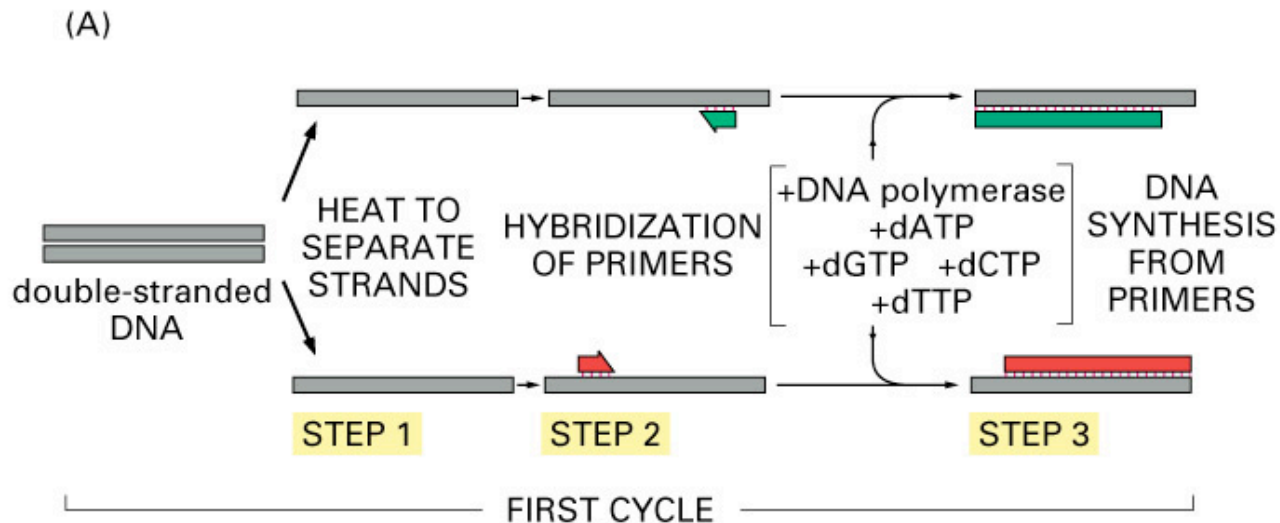 (A)
double-stranded
DNA
HEAT TO
SEPARATE
STRANDS
HYBRIDIZATION
OF PRIMERS
+DNA polymerase
+dATP
+dGTP +dCTP
+dTTP
DNA
SYNTHESIS
FROM
PRIMERS
STEP 1
STEP 2
STEP 3
FIRST CYCLE